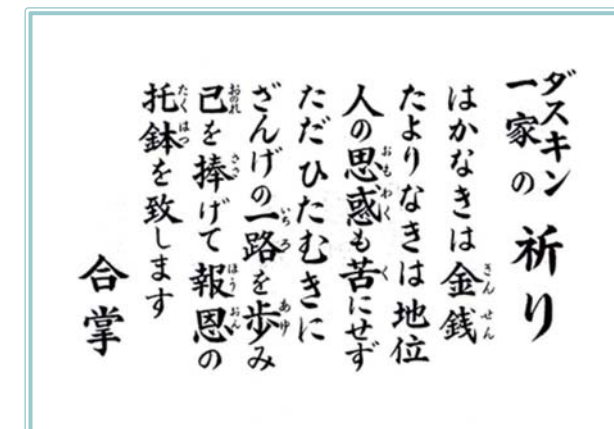 ダスキン
一家の 祈り
はかなきは金銭
たよりなきは地位
人の思惑も苦にせず
ただひたむきに
ざんげの一路を歩み
己を捧げて報恩の
托鉢を致します
合掌